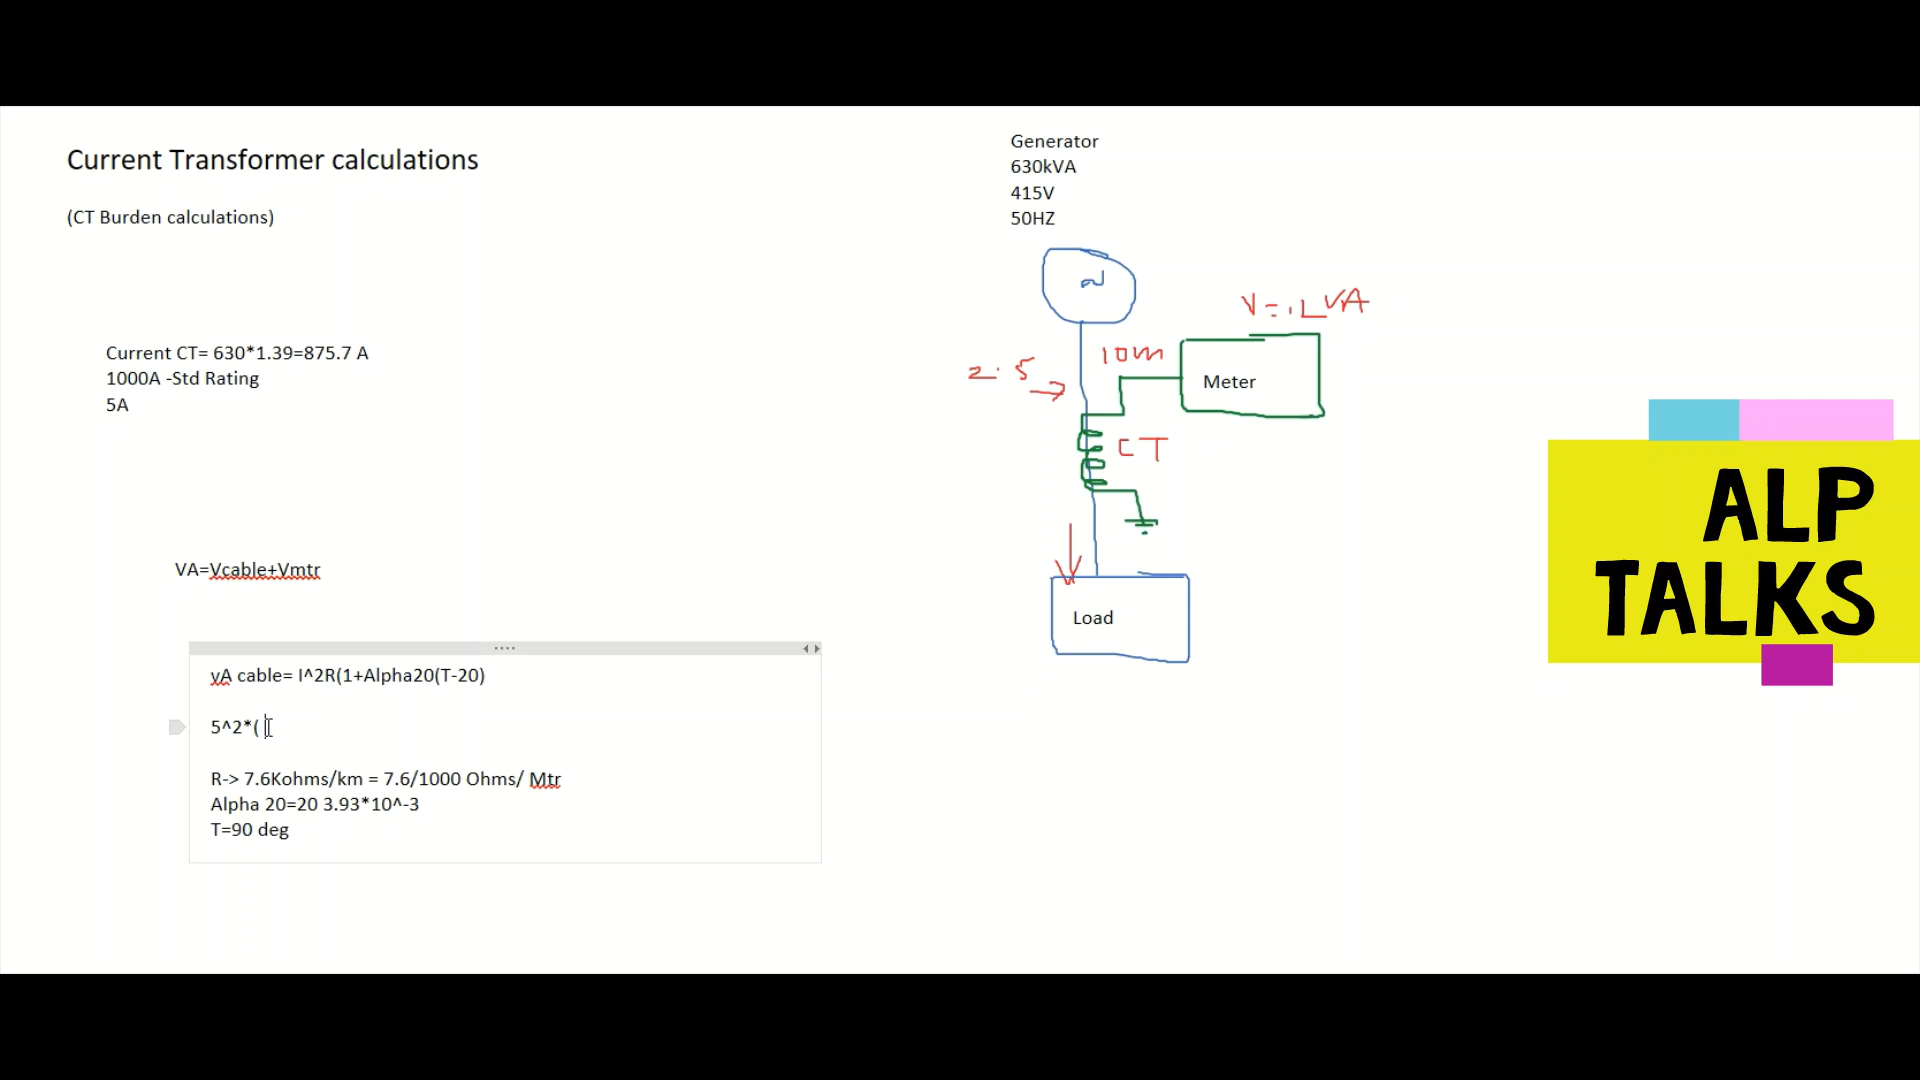 Current Transformer calculations
(CT Burden calculations)
Current CT= 630*1.39=875.7 A
1000A -Std Rating
5A
VA=Vcable+Vmtr
vA cable= I^2R(1+Alpha20(T-20)
5^2*(
R-> 7.6Kohms/km = 7.6/1000 Ohms/ Mtr
Alpha 20=20 3.93*10^-3
T=90 deg
Generator
630kVA
415V
50HZ
2.5
10m
Meter
CT
Load
ALP
TALKS